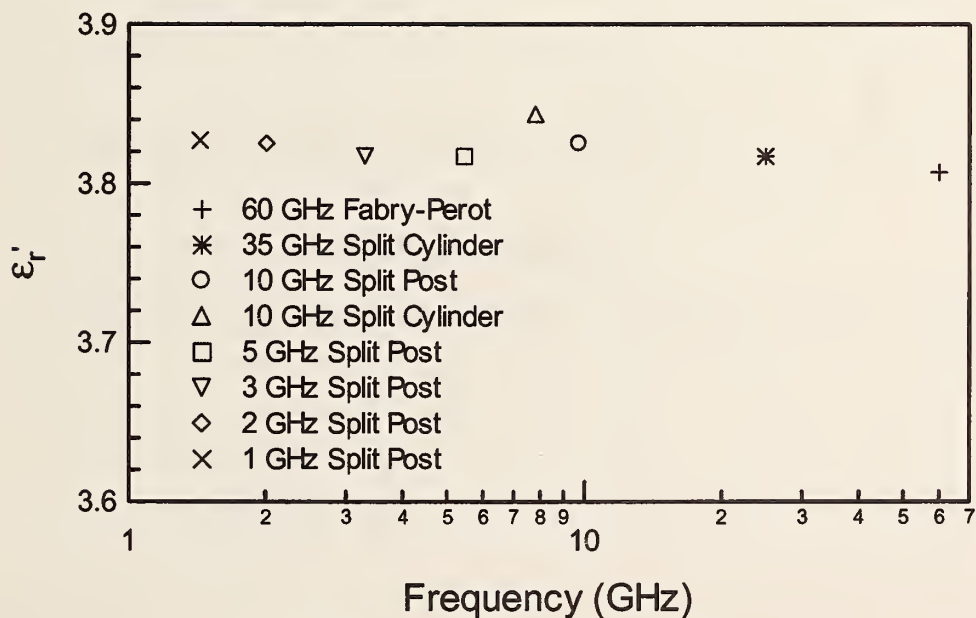 3.9
3.8
3.7
3.6
εr'
+ 60 GHz Fabry-Perot
✳ 35 GHz Split Cylinder
○ 10 GHz Split Post
△ 10 GHz Split Cylinder
□ 5 GHz Split Post
▽ 3 GHz Split Post
◇ 2 GHz Split Post
× 1 GHz Split Post
2 3 4 5 6 7 8 9 2 3 4 5 6 7
1 10
Frequency (GHz)